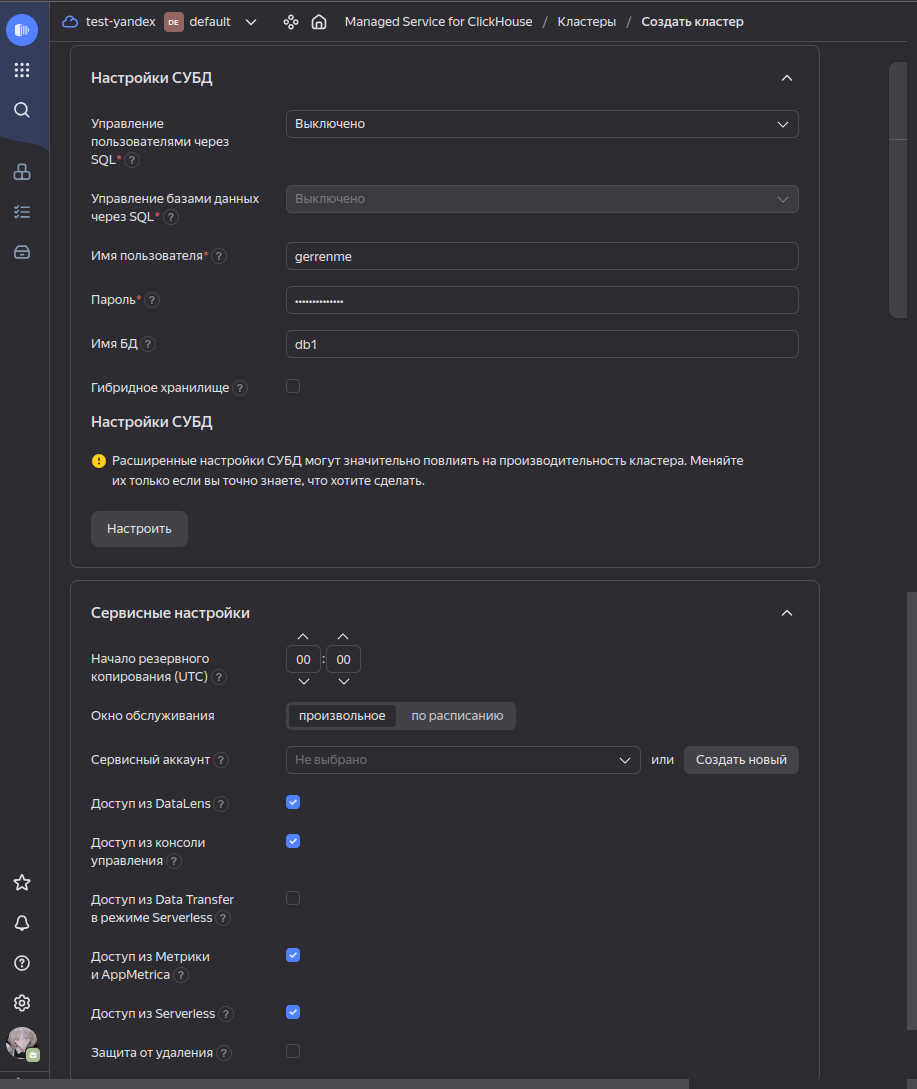 test-yandex DE default Managed Service for ClickHouse / Кластеры / Создать кластер
Настройки СУБД
Управление
пользователями через
SQL* ?
Выключено
Управление базами данных
через SQL* ?
Выключено
Имя пользователя* ?
gerrenme
Пароль* ?
••••••••••••••
Имя БД ?
db1
Гибридное хранилище ?
Настройки СУБД
Расширенные настройки СУБД могут значительно повлиять на производительность кластера. Меняйте
их только если вы точно знаете, что хотите сделать.
Настроить
Сервисные настройки
Начало резервного
копирования (UTC) ?
00 : 00
Окно обслуживания
произвольное по расписанию
Сервисный аккаунт ?
Не выбрано
или
Создать новый
Доступ из DataLens ?
Доступ из консоли
управления ?
Доступ из Data Transfer
в режиме Serverless ?
Доступ из Метрики
и AppMetrica ?
Доступ из Serverless ?
Защита от удаления ?